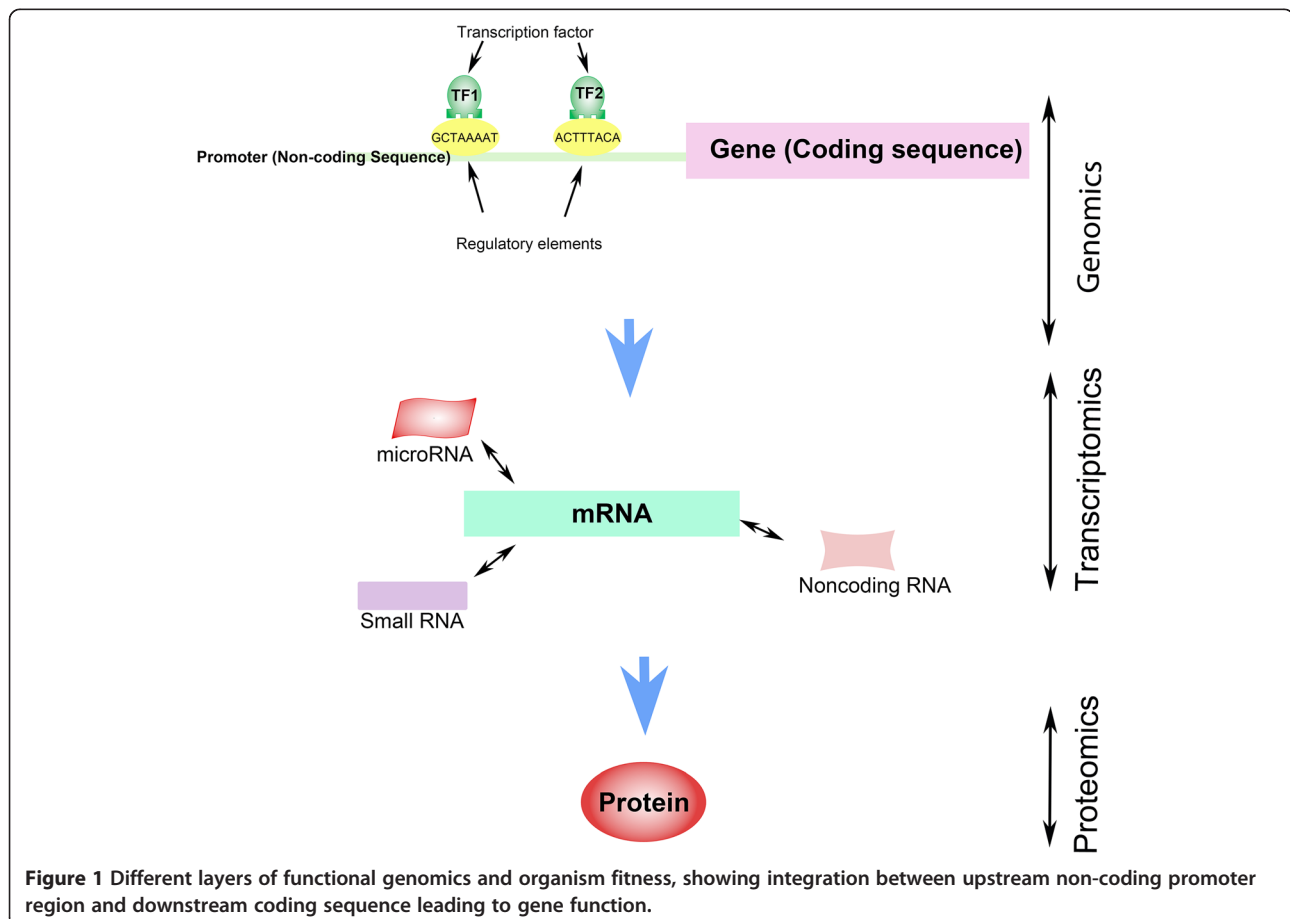 Transcription factor
TF1
TF2
GCTAAAAT
ACTTTACA
Promoter (Non-coding Sequence)
Gene (Coding sequence)
Regulatory elements
Genomics
microRNA
mRNA
Noncoding RNA
Small RNA
Transcriptomics
Protein
Proteomics
Figure 1 Different layers of functional genomics and organism fitness, showing integration between upstream non-coding promoter
region and downstream coding sequence leading to gene function.